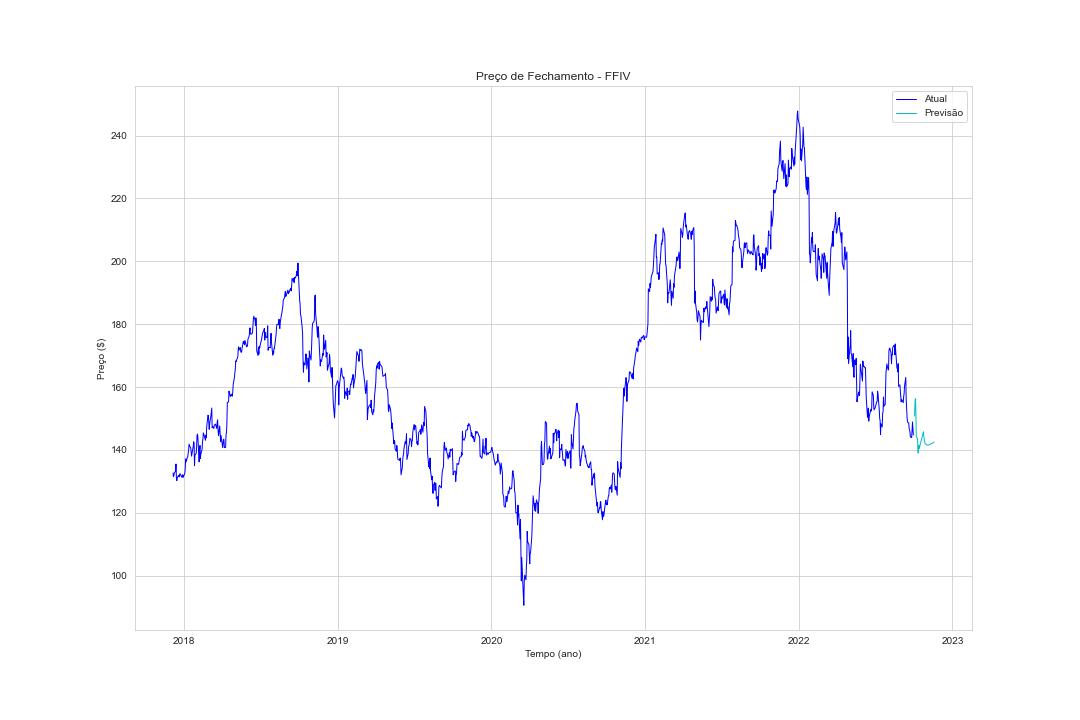 Preço de Fechamento - FFIV
Atual
Previsão
240
220
200
180
160
140
120
100
Preço ($)
2018 2019 2020 2021 2022 2023
Tempo (ano)